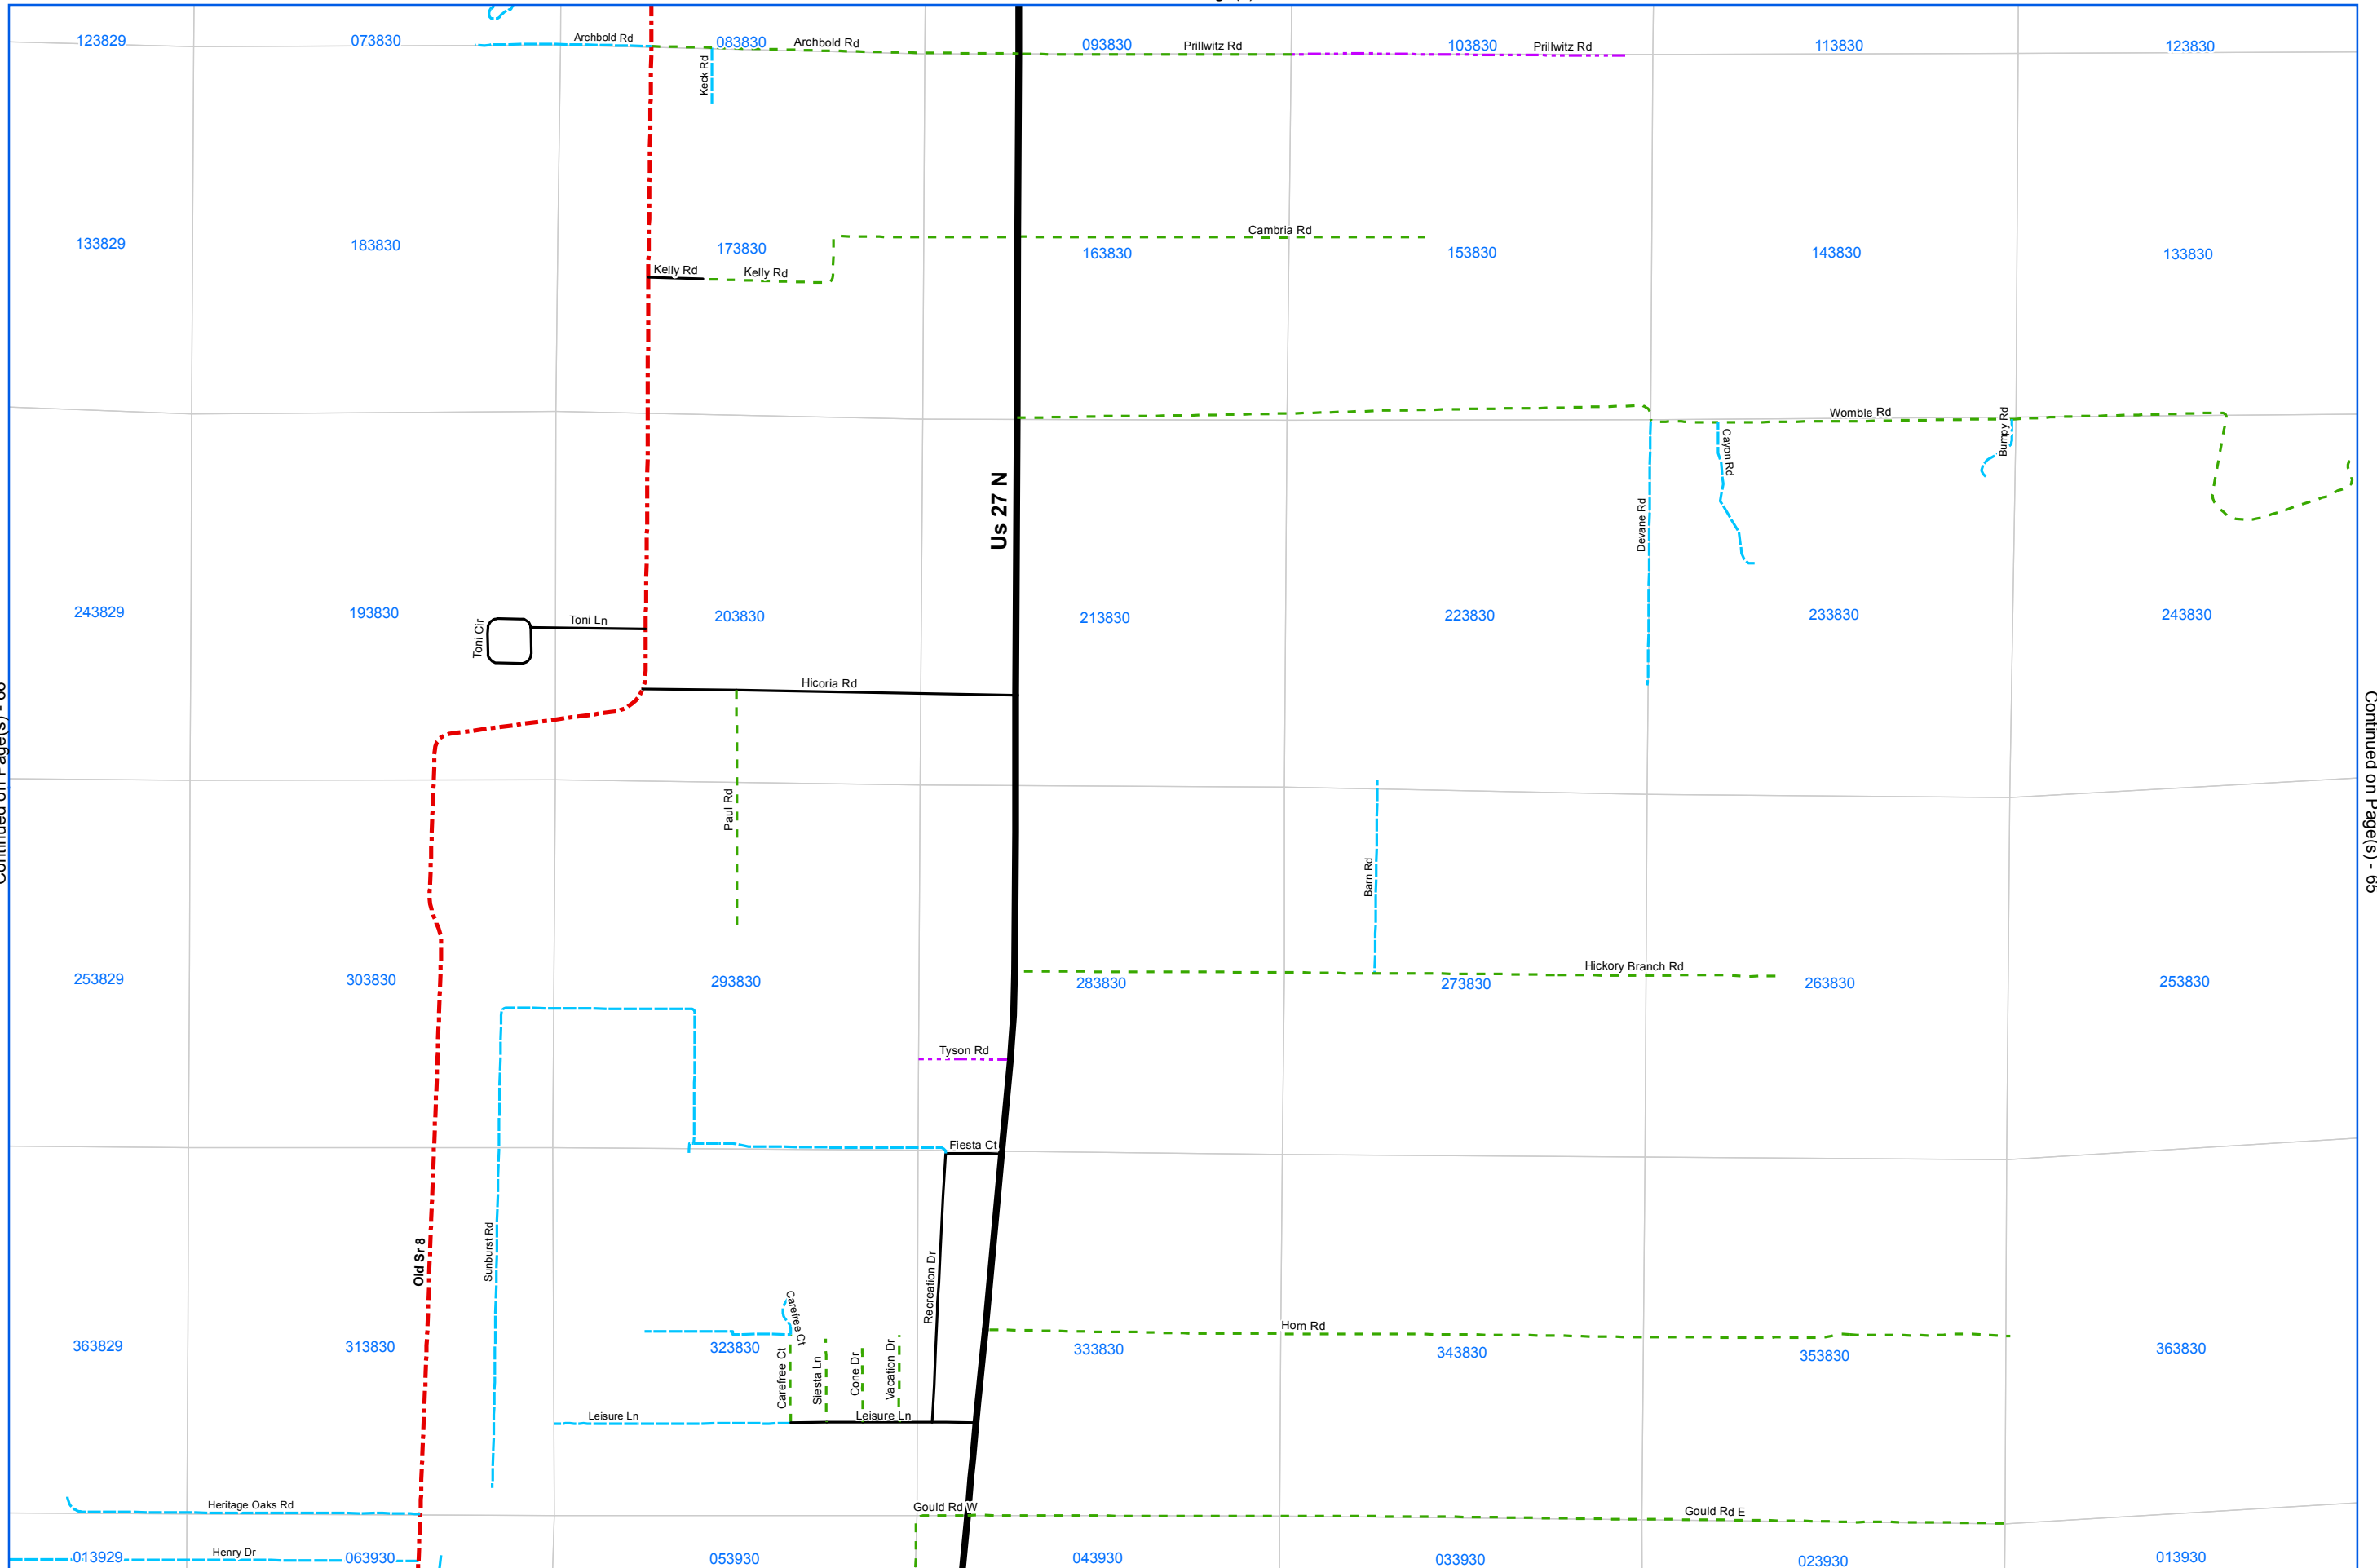 123829
073830
Archbold Rd
083830
Archbold Rd
093830
Prillwitz Rd
103830
Prillwitz Rd
113830
123830
Keck Rd
133829
183830
173830
Cambria Rd
163830
153830
143830
133830
Kelly Rd
Kelly Rd
Womble Rd
Bumpy Rd
Cayon Rd
Us 27 N
Devane Rd
243829
193830
Toni Cir
Toni Ln
203830
213830
223830
233830
243830
Hicoria Rd
Continued on Page(s) - 65
Paul Rd
Barn Rd
Hickory Branch Rd
253829
303830
293830
283830
273830
263830
253830
Tyson Rd
Fiesta Ct
Old Sr 8
Sunburst Rd
Recreation Dr
Carefree Ct
Horn Rd
363829
313830
323830
333830
343830
353830
363830
Carefree Ct
Siesta Ln
Cone Dr
Vacation Dr
Leisure Ln
Leisure Ln
Heritage Oaks Rd
Gould Rd W
Gould Rd E
013929
Henry Dr
063930
053930
043930
033930
023930
013930